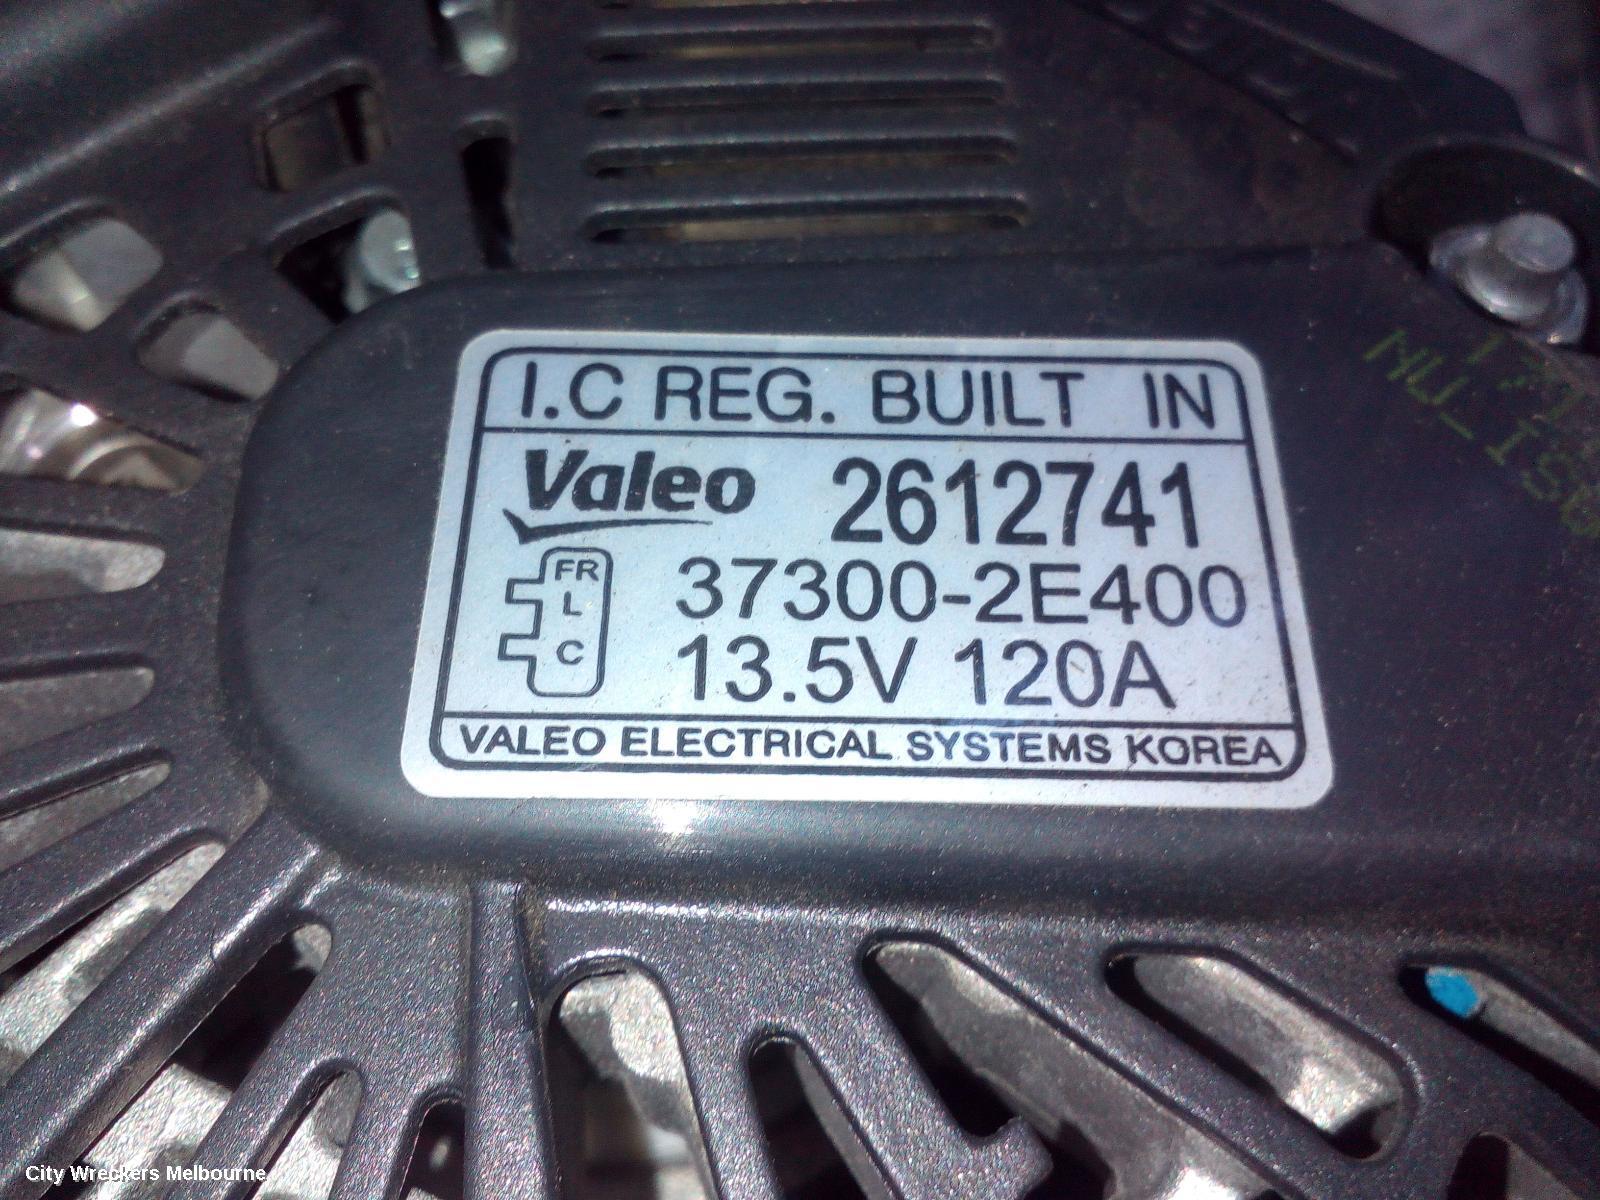 I.C REG. BUILT IN
Valeo 2612741
FR
L
C
37300-2E400
13.5V 120A
VALEO ELECTRICAL SYSTEMS KOREA
City Wreckers Melbourne